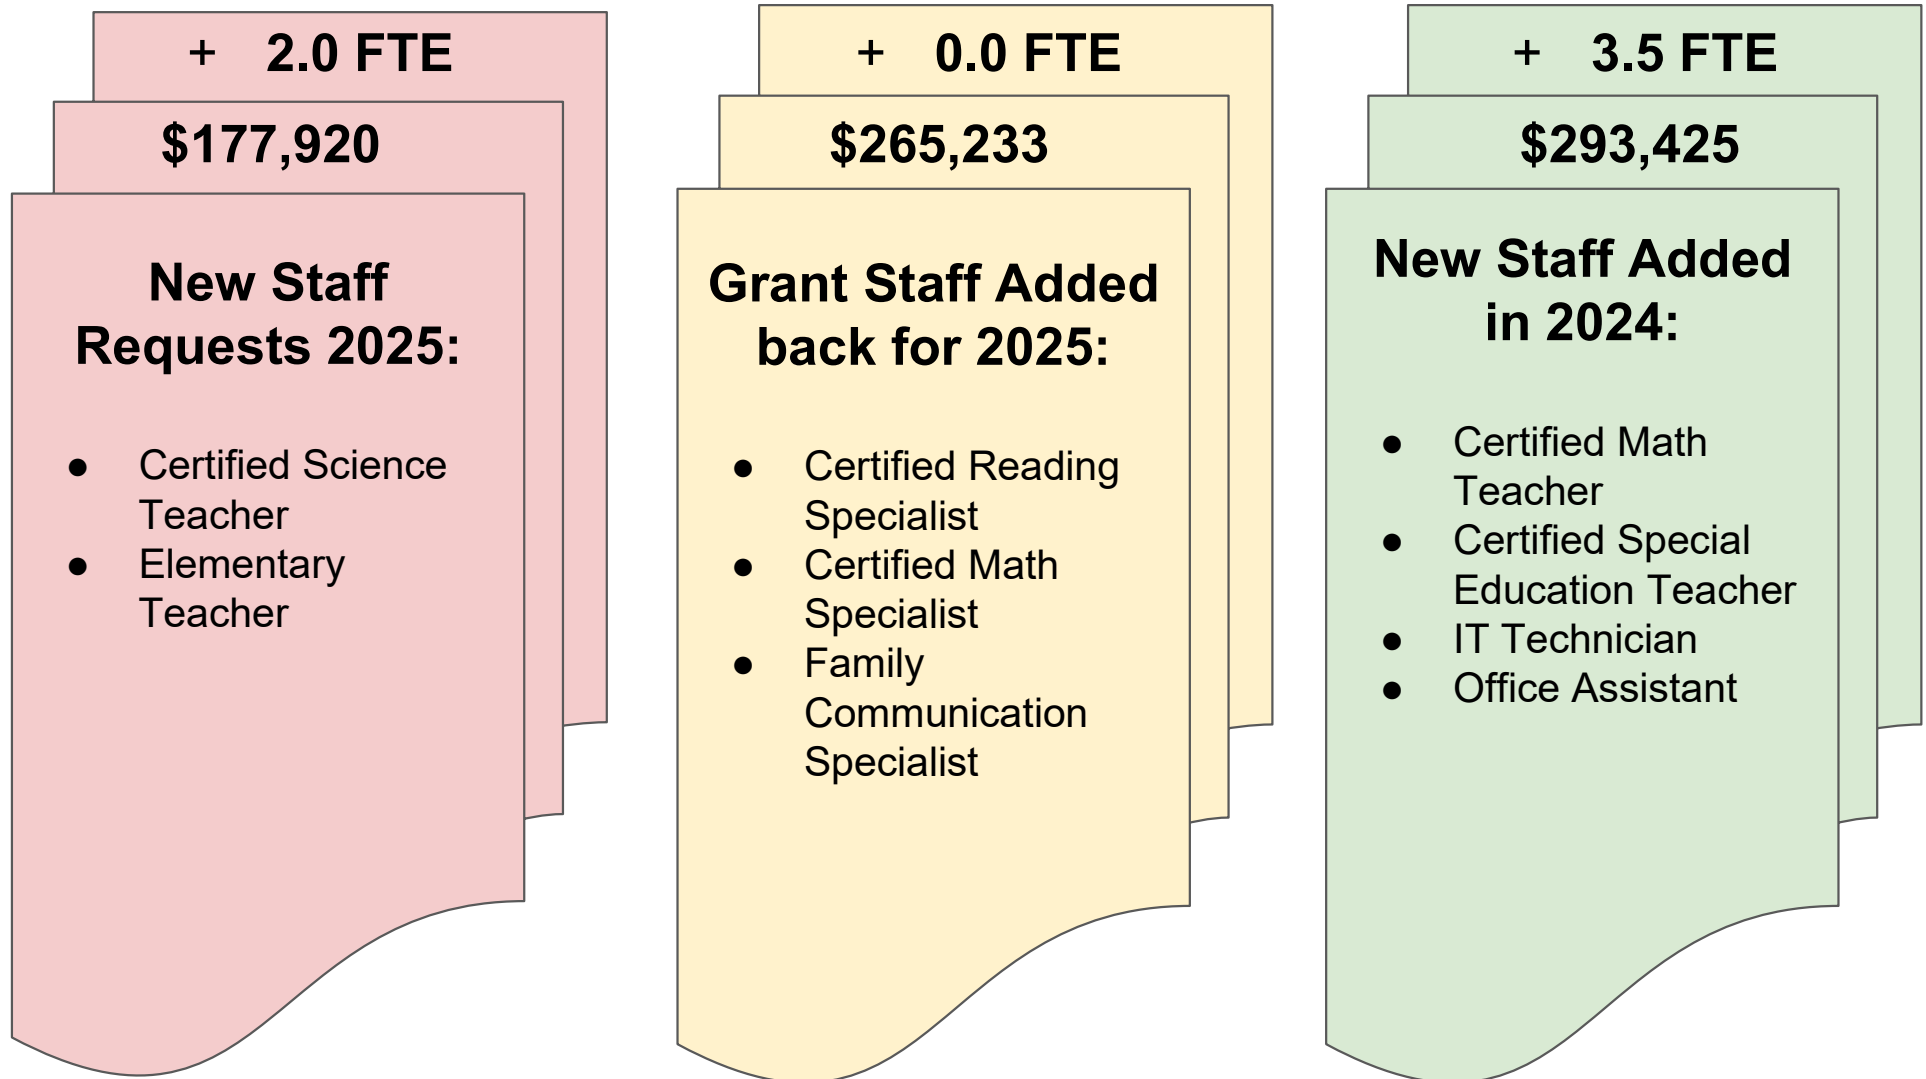 + 2.0 FTE
$177,920
New Staff
Requests 2025:
● Certified Science
Teacher
● Elementary
Teacher
+ 0.0 FTE
$265,233
Grant Staff Added
back for 2025:
● Certified Reading
Specialist
● Certified Math
Specialist
● Family
Communication
Specialist
+ 3.5 FTE
$293,425
New Staff Added
in 2024:
● Certified Math
Teacher
● Certified Special
Education Teacher
● IT Technician
● Office Assistant